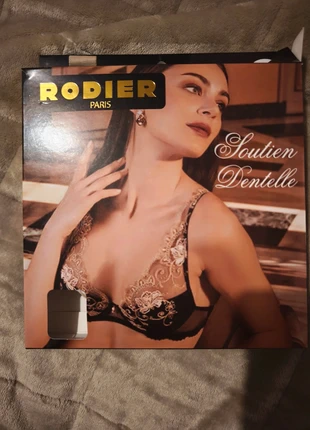 RODIER
PARIS
Soutien
Dentelle